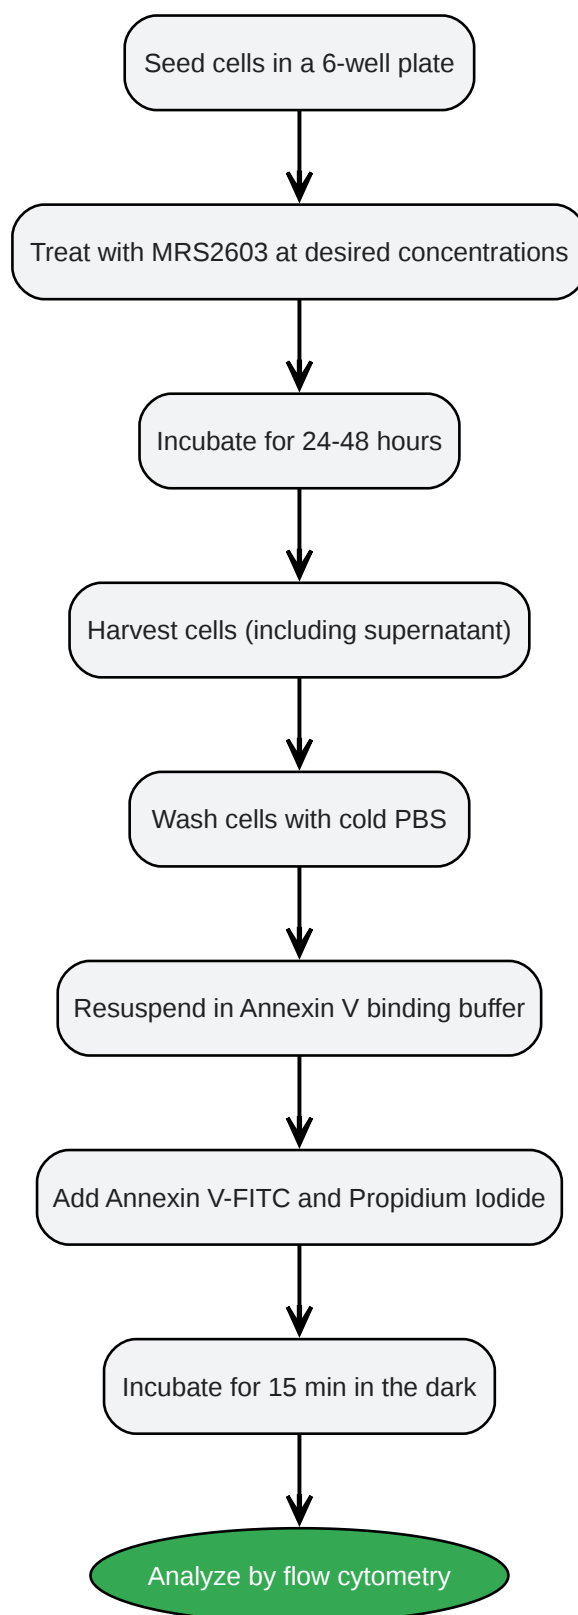 Seed cells in a 6-well plate
Treat with MRS2603 at desired concentrations
Incubate for 24-48 hours
Harvest cells (including supernatant)
Wash cells with cold PBS
Resuspend in Annexin V binding buffer
Add Annexin V-FITC and Propidium Iodide
Incubate for 15 min in the dark
Analyze by flow cytometry